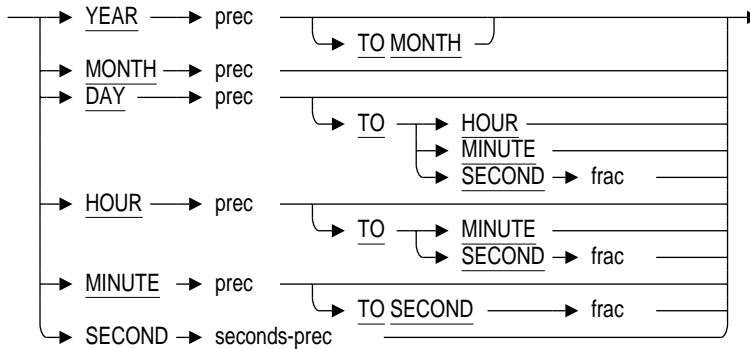 YEAR prec
TO MONTH
MONTH prec
DAY prec
TO HOUR
MINUTE
SECOND frac
HOUR prec
TO MINUTE
SECOND frac
MINUTE prec
TO SECOND frac
SECOND seconds-prec